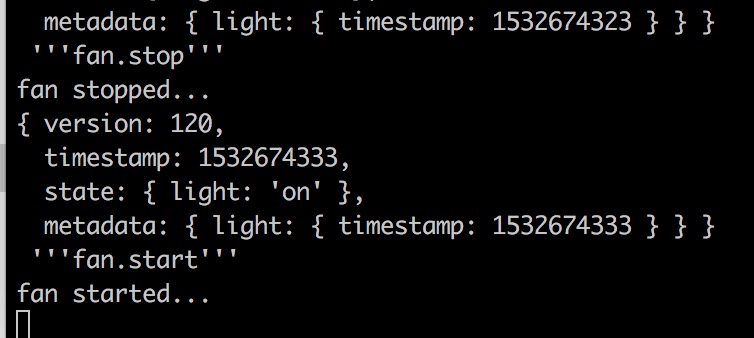 metadata: { light: { timestamp: 1532674323 } } }
'''fan.stop'''
fan stopped...
{ version: 120,
timestamp: 1532674333,
state: { light: 'on' },
metadata: { light: { timestamp: 1532674333 } } }
'''fan.start'''
fan started...